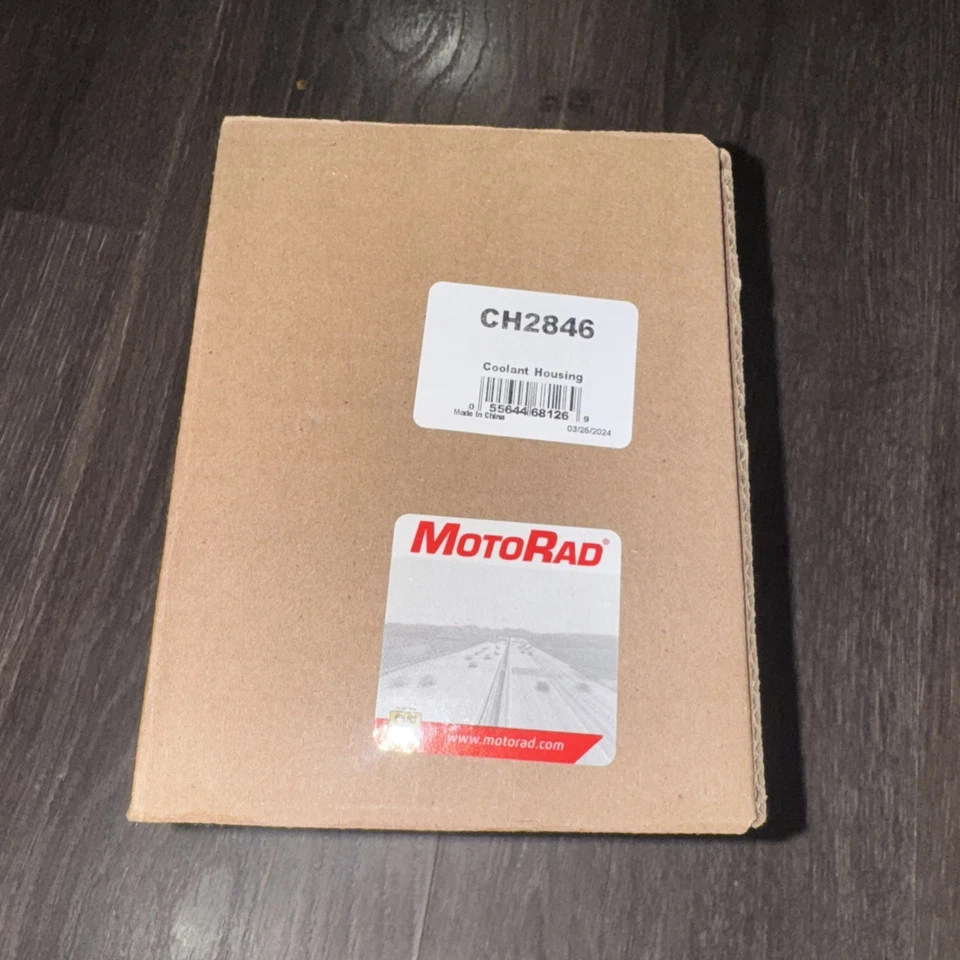 CH2846
Coolant Housing
0 55644 68126 9
Made In China
03/26/2024
MOTORAD®
www.motorad.com